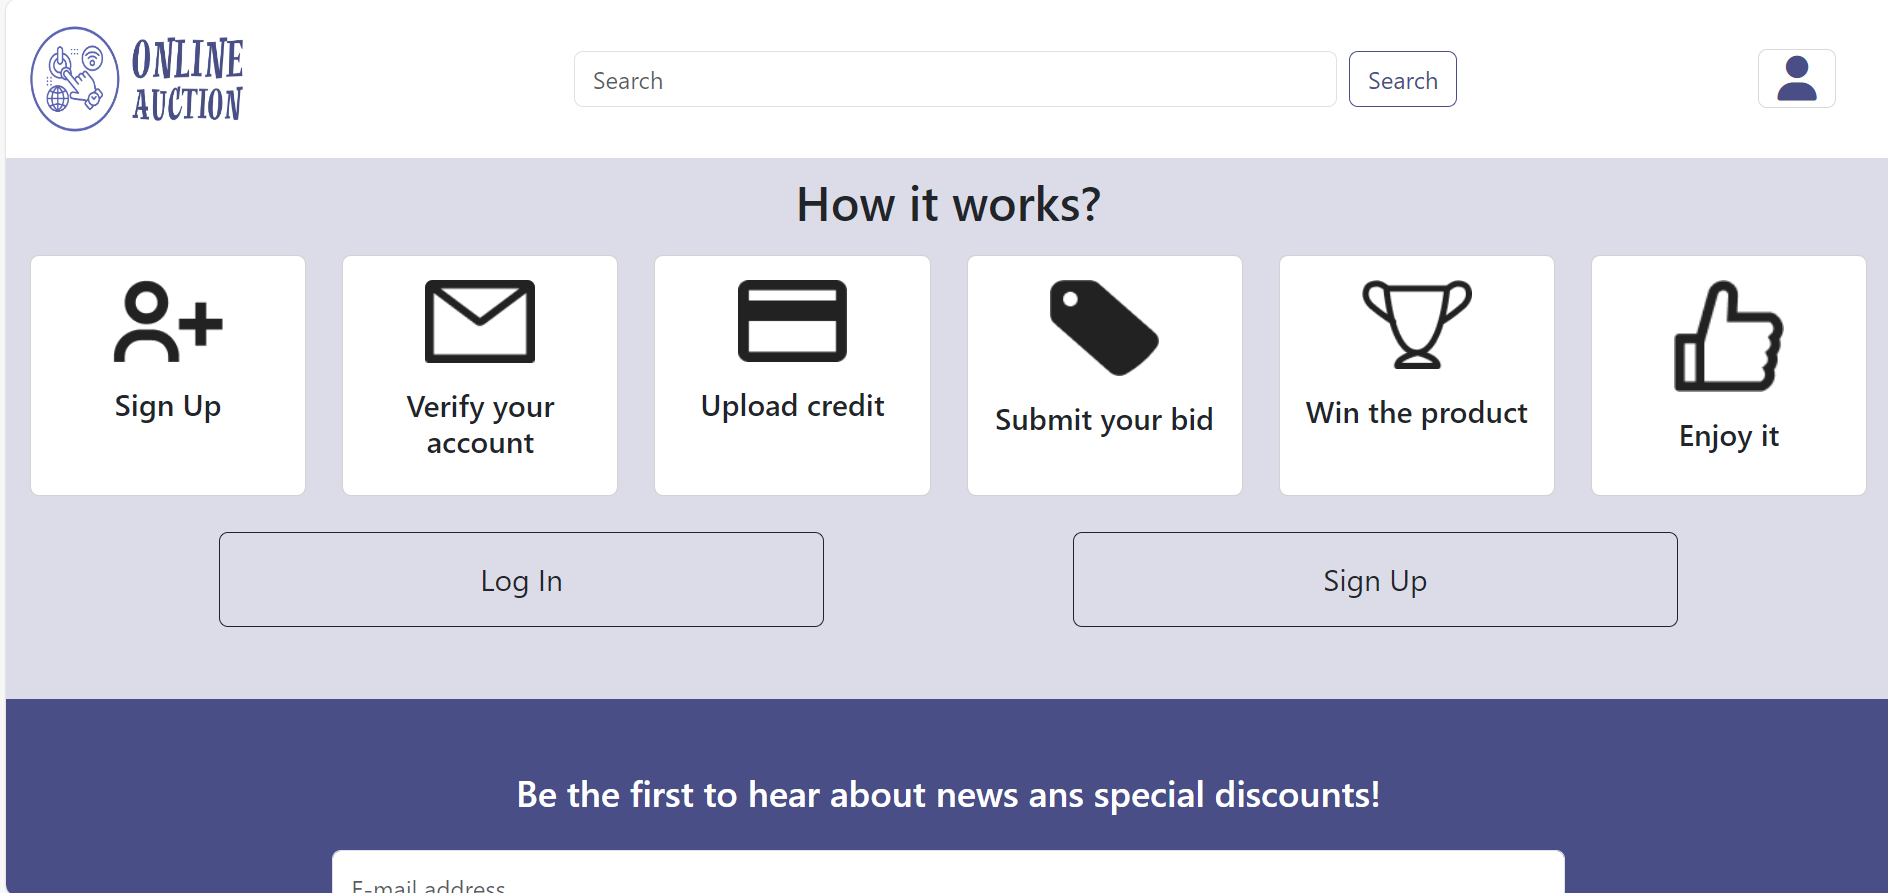 ONLINE
AUCTION
Search
Search
How it works?
Sign Up
Verify your
account
Upload credit
Submit your bid
Win the product
Enjoy it
Log In
Sign Up
Be the first to hear about news ans special discounts!
E-mail address